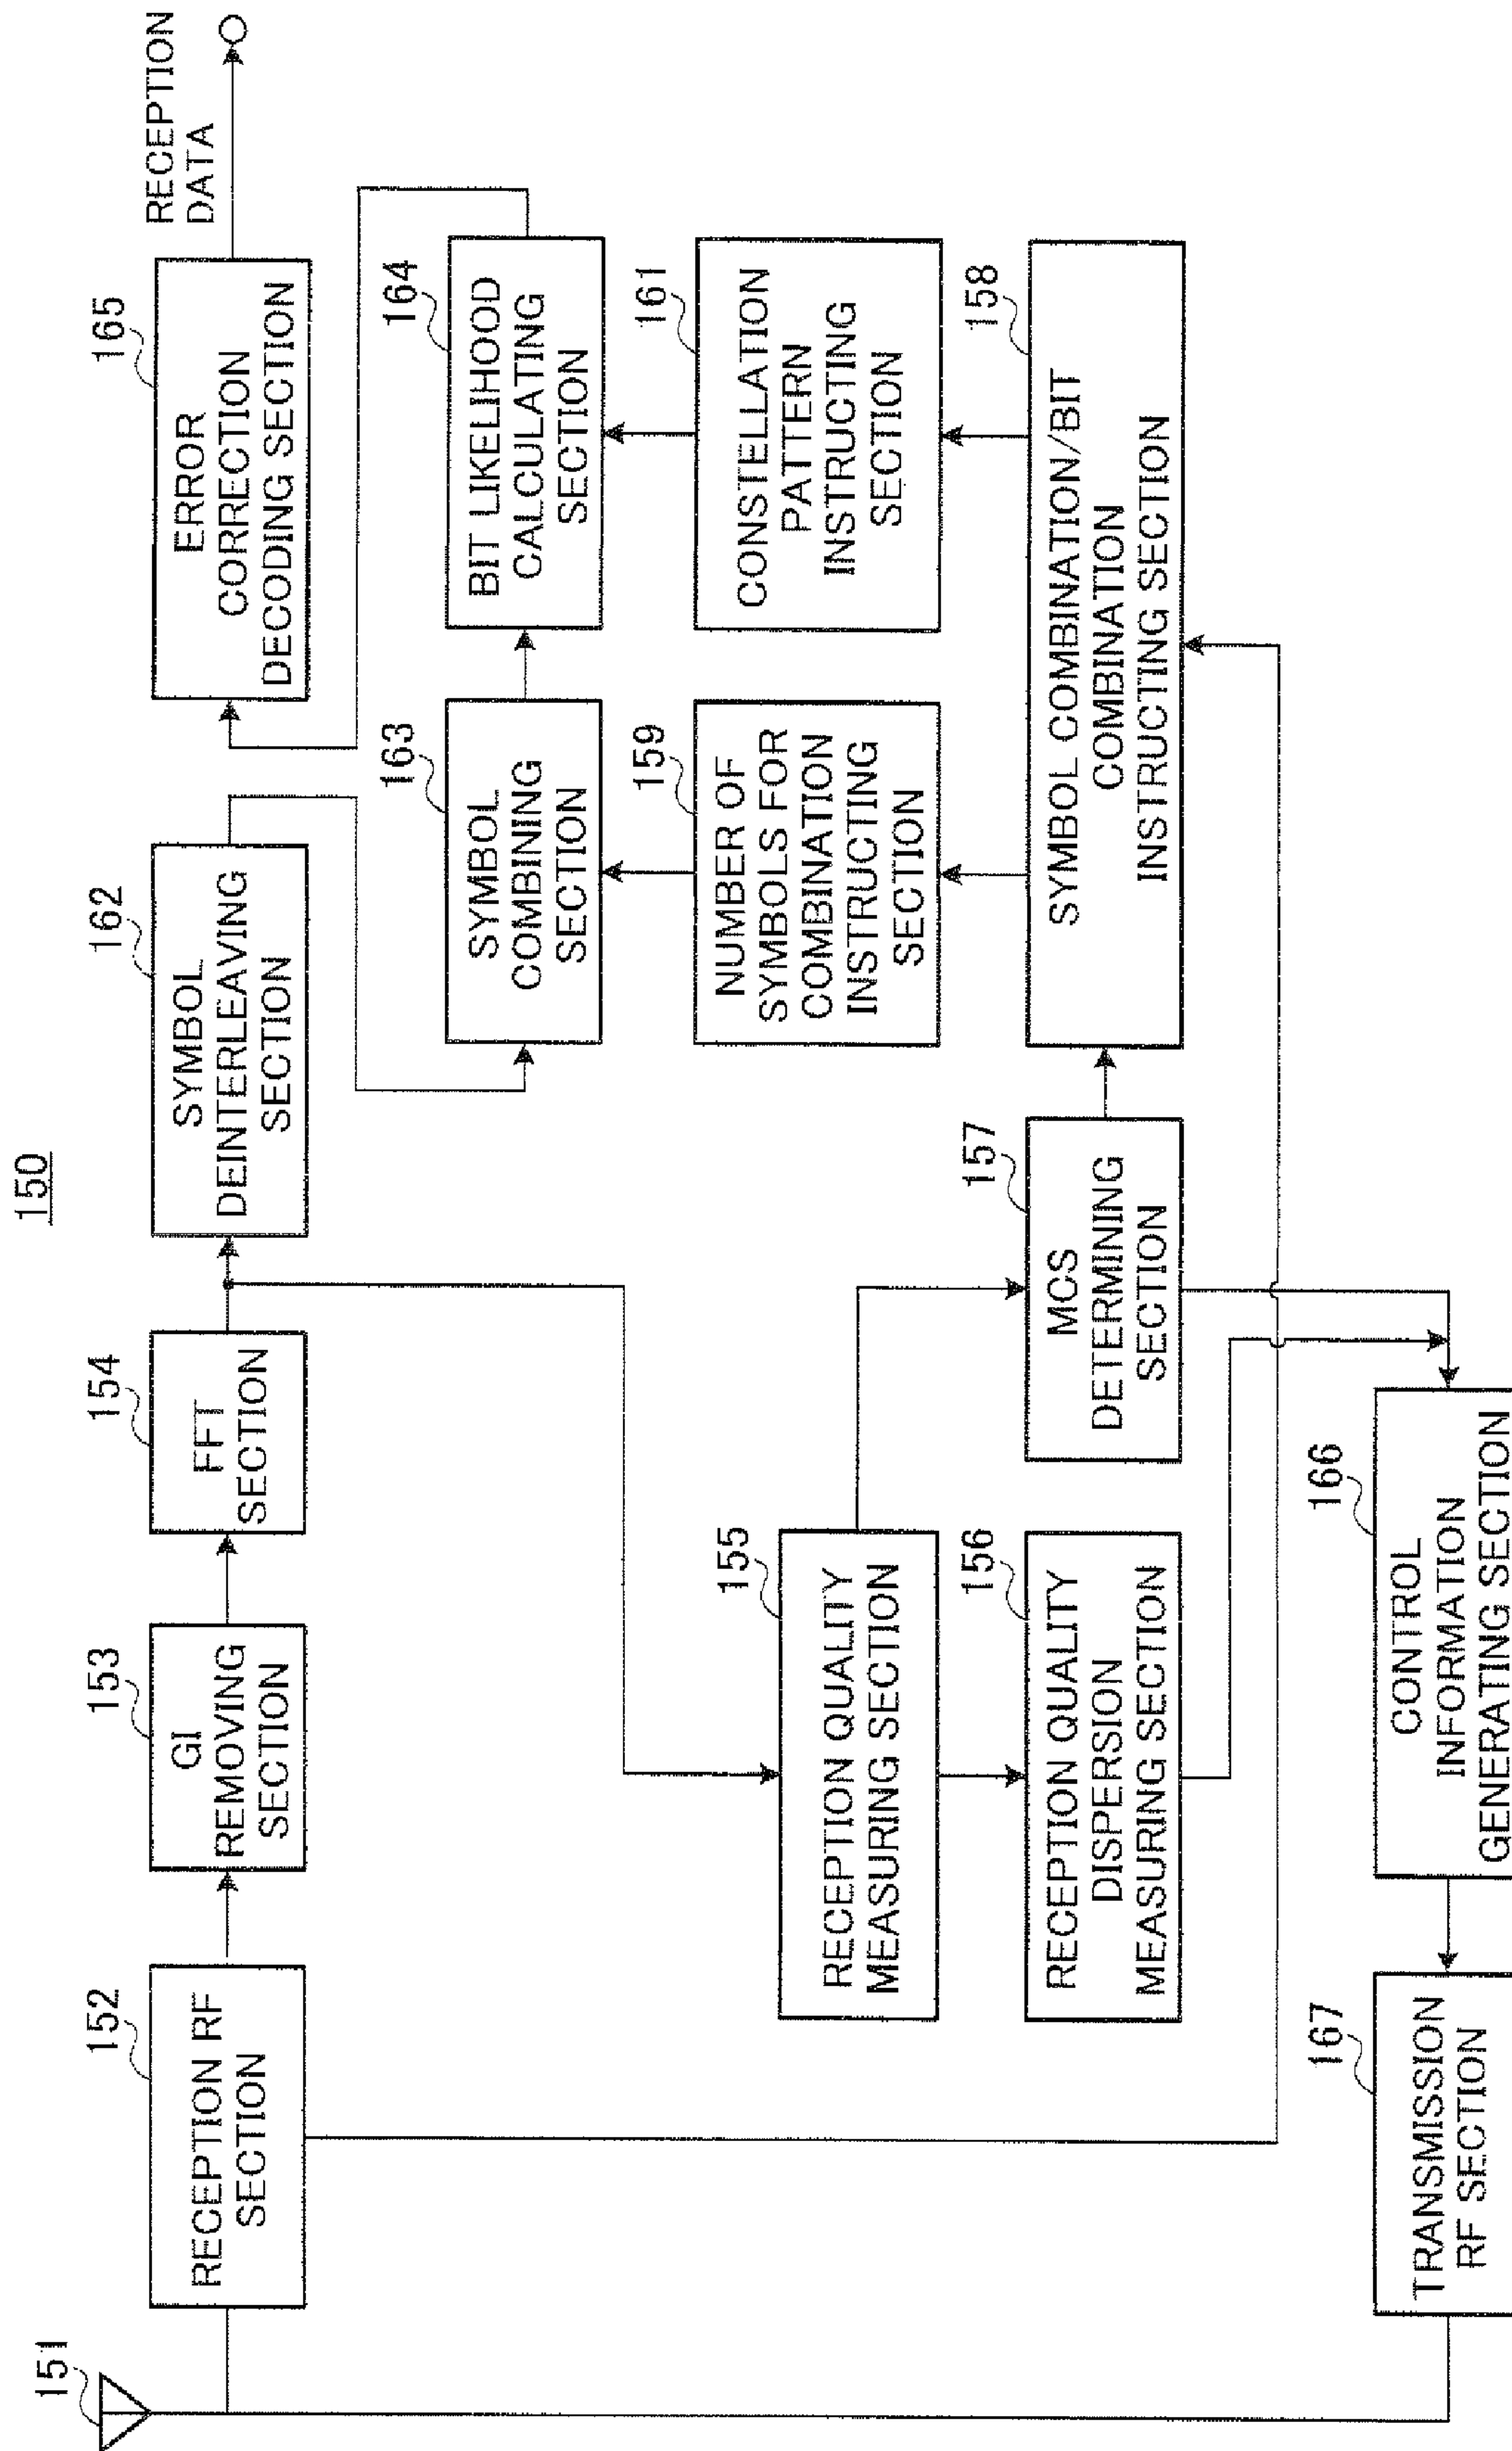 150
151
152
RECEPTION RF
SECTION
153
GI
REMOVING
SECTION
154
FFT
SECTION
162
SYMBOL
DEINTERLEAVING
SECTION
165
ERROR
CORRECTION
DECODING SECTION
RECEPTION
DATA
163
SYMBOL
COMBINING
SECTION
164
BIT LIKELIHOOD
CALCULATING
SECTION
155
RECEPTION QUALITY
MEASURING SECTION
159
NUMBER OF
SYMBOLS FOR
COMBINATION
INSTRUCTING
SECTION
161
CONSTELLATION
PATTERN
INSTRUCTING
SECTION
156
RECEPTION QUALITY
DISPERSION
MEASURING SECTION
157
MCS
DETERMINING
SECTION
158
SYMBOL COMBINATION/BIT
COMBINATION
INSTRUCTING SECTION
167
TRANSMISSION
RF SECTION
166
CONTROL
INFORMATION
GENERATING SECTION